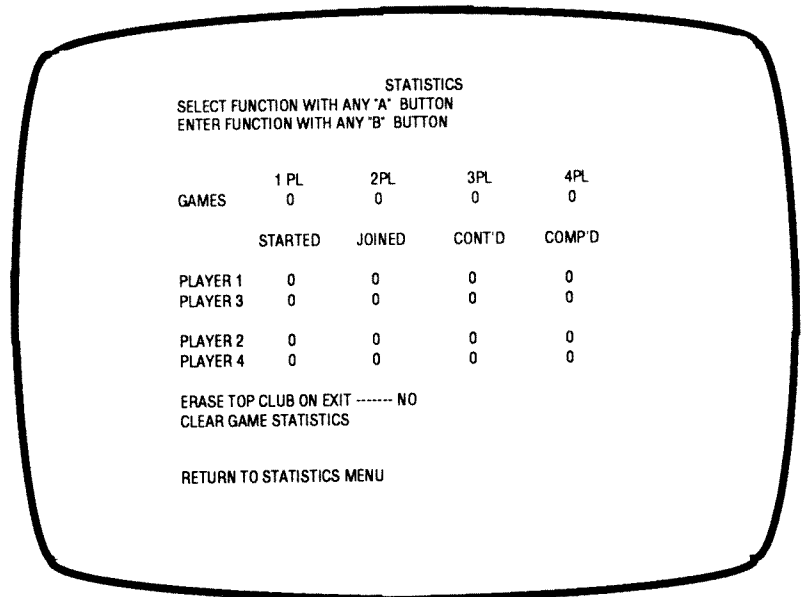 STATISTICS
SELECT FUNCTION WITH ANY "A" BUTTON
ENTER FUNCTION WITH ANY "B" BUTTON
1 PL 2PL 3PL 4PL
GAMES 0 0 0 0
STARTED JOINED CONT'D COMP'D
PLAYER 1 0 0 0 0
PLAYER 3 0 0 0 0
PLAYER 2 0 0 0 0
PLAYER 4 0 0 0 0
ERASE TOP CLUB ON EXIT ------- NO
CLEAR GAME STATISTICS
RETURN TO STATISTICS MENU